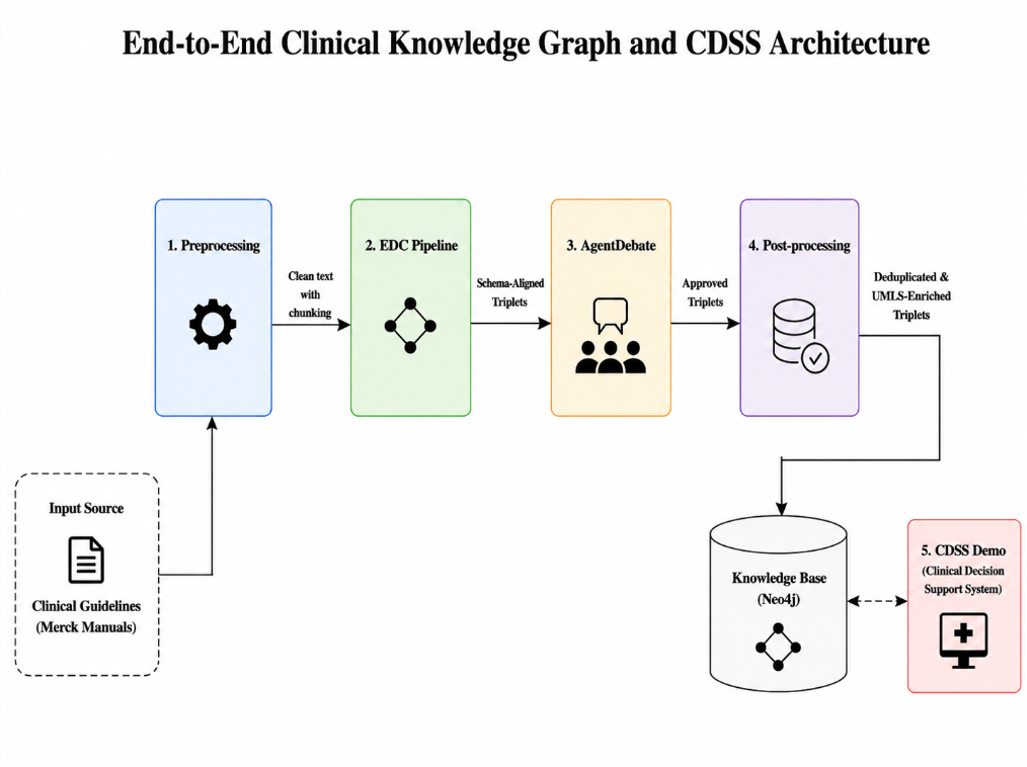 End-to-End Clinical Knowledge Graph and CDSS Architecture
1. Preprocessing
Clean text
with
chunking
2. EDC Pipeline
Schema-Aligned
Triplets
3. AgentDebate
Approved
Triplets
4. Post-processing
Deduplicated &
UMLS-Enriched
Triplets
Input Source
Clinical Guidelines
(Merck Manuals)
Knowledge Base
(Neo4j)
5. CDSS Demo
(Clinical Decision
Support System)